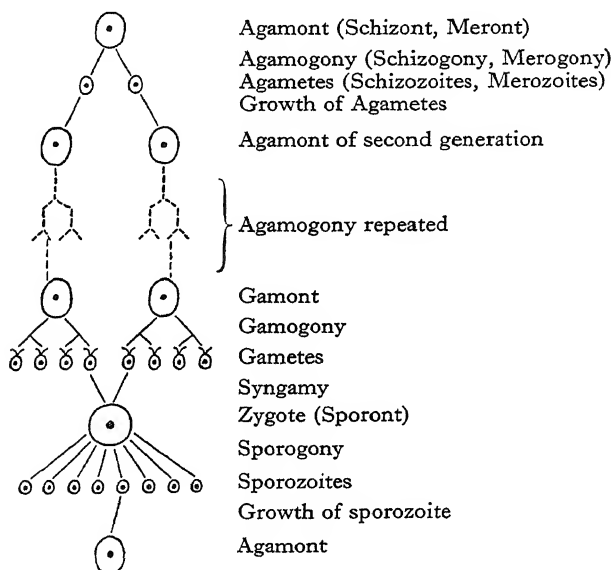 Agamont (Schizont, Meront)
Agamogony (Schizogony, Merogony)
Agametes (Schizozoites, Merozoites)
Growth of Agametes
Agamont of second generation
Agamogony repeated
Gamont
Gamogony
Gametes
Syngamy
Zygote (Sporont)
Sporogony
Sporozoites
Growth of sporozoite
Agamont